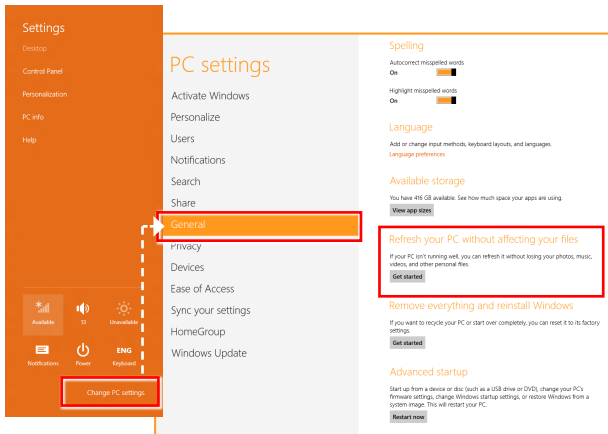 Settings
Desktop
Control Panel
Personalization
PC info
Help
Available
53
Unavailable
Notifications
Power
ENG
Keyboard
Change PC settings
PC settings
Activate Windows
Personalize
Users
Notifications
Search
Share
General
Privacy
Devices
Ease of Access
Sync your settings
HomeGroup
Windows Update
Spelling
Autocorrect misspelled words
On
Highlight misspelled words
On
Language
Add or change input methods, keyboard layouts, and languages.
Language preferences
Available storage
You have 416 GB available. See how much space your apps are using.
View app sizes
Refresh your PC without affecting your files
If your PC isn't running well, you can refresh it without losing your photos, music,
videos, and other personal files.
Get started
Remove everything and reinstall Windows
If you want to recycle your PC or start over completely, you can reset it to its factory
settings.
Get started
Advanced startup
Start up from a device or disc (such as a USB drive or DVD), change your PC's
firmware settings, change Windows startup settings, or restore Windows from a
system image. This will restart your PC.
Restart now